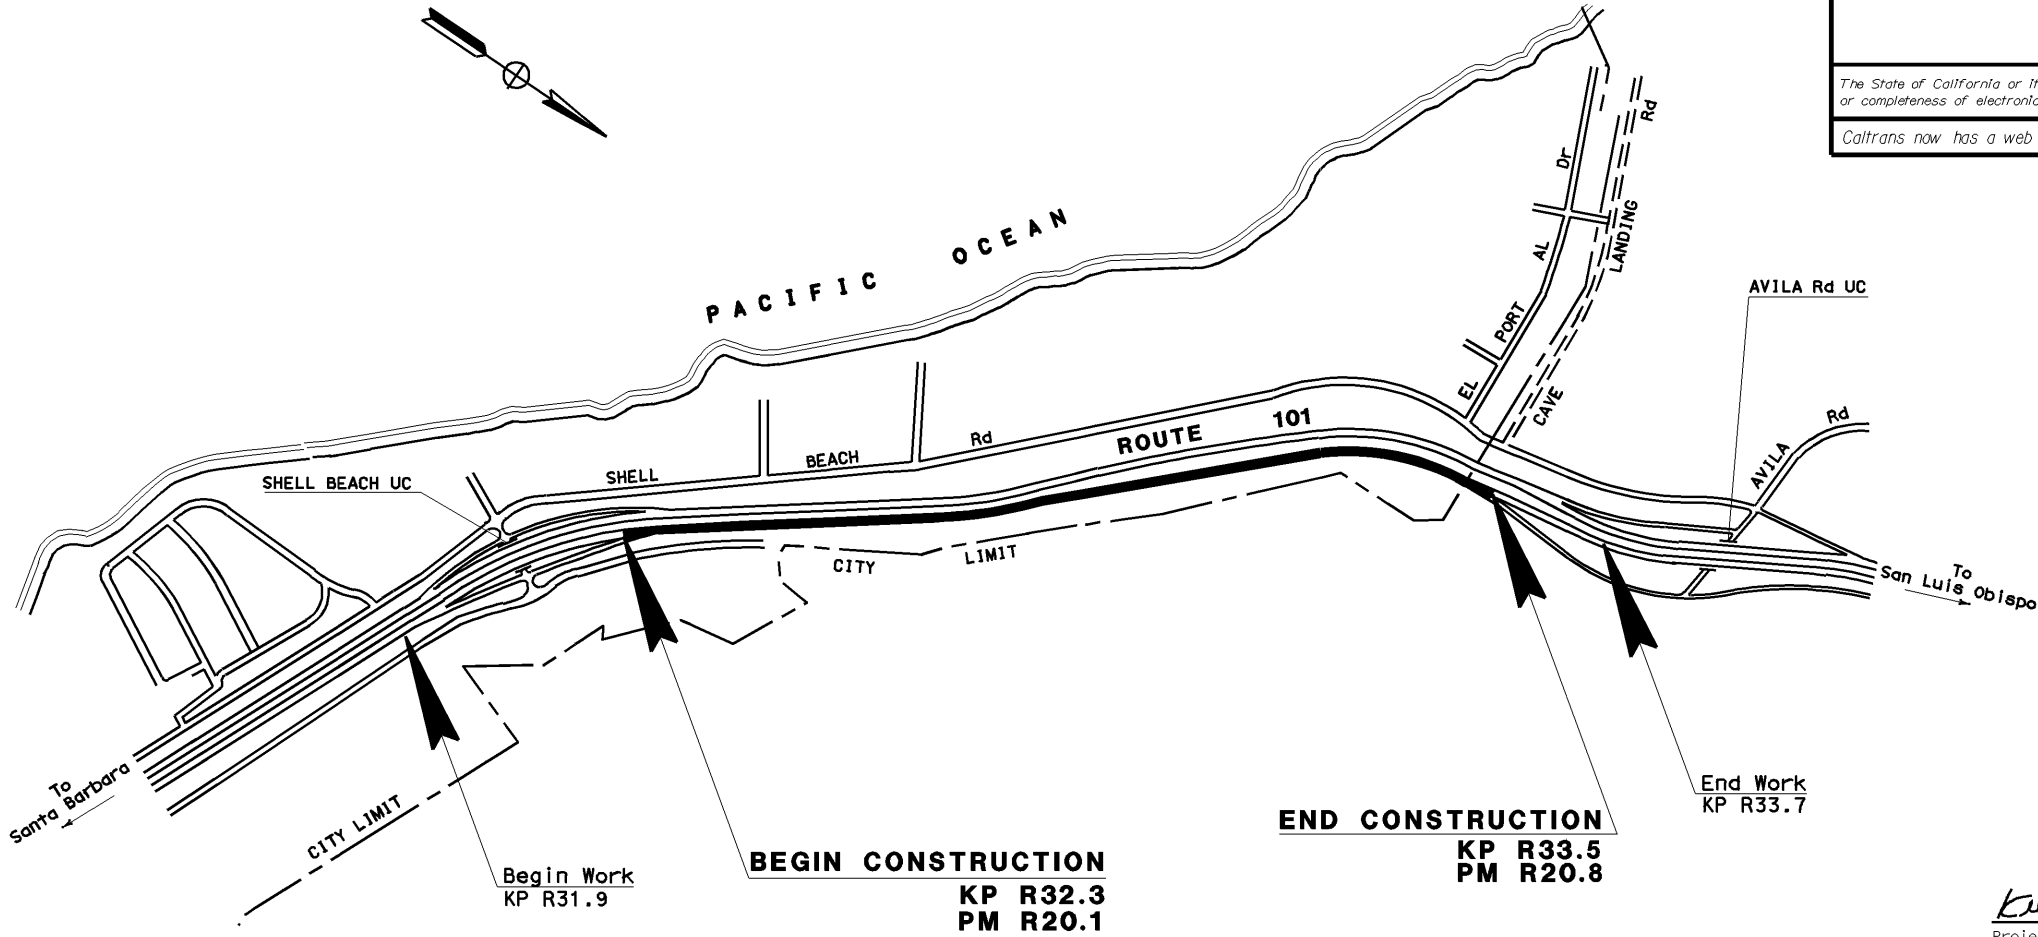 The State of California or
or completeness of electronic
Caltrans now has a web
PACIFIC OCEAN
EL PORTAL Dr
CAVE LANDING Rd
AVILA Rd UC
AVILA Rd
ROUTE 101
SHELL BEACH Rd
SHELL BEACH UC
CITY LIMIT
To
San Luis Obispo
To
Santa Barbara
CITY LIMIT
Begin Work
KP R31.9
BEGIN CONSTRUCTION
KP R32.3
PM R20.1
END CONSTRUCTION
KP R33.5
PM R20.8
End Work
KP R33.7